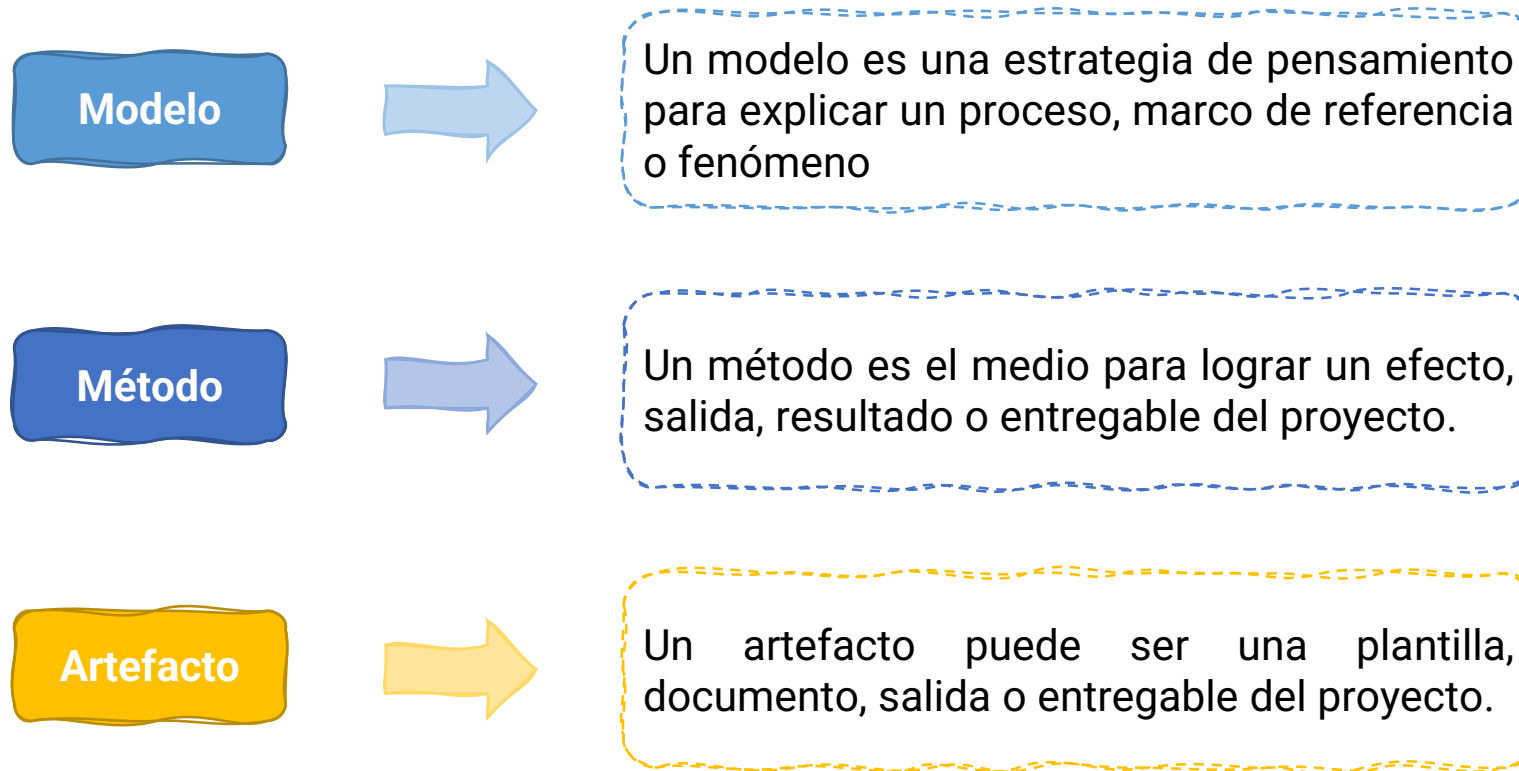 Modelo
Un modelo es una estrategia de pensamiento
para explicar un proceso, marco de referencia
o fenómeno
Método
Un método es el medio para lograr un efecto,
salida, resultado o entregable del proyecto.
Artefacto
Un artefacto puede ser una plantilla,
documento, salida o entregable del proyecto.